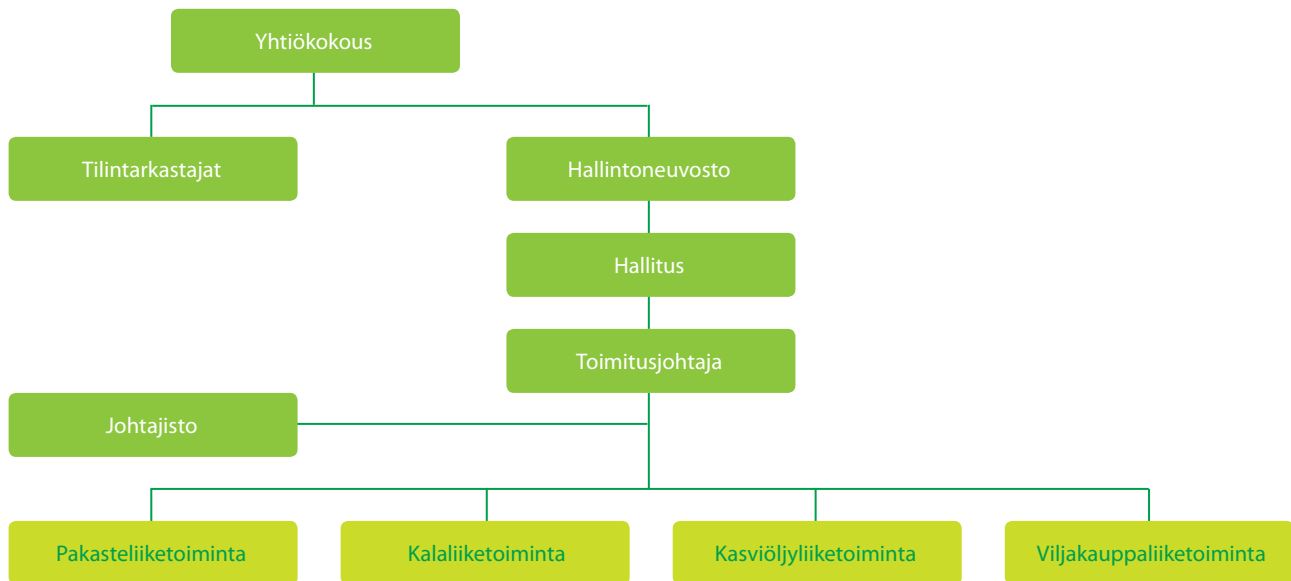 Yhtiökokous
Tilintarkastajat
Hallintoneuvosto
Hallitus
Toimitusjohtaja
Johtajisto
Pakasteliiketoiminta
Kalaliiketoiminta
Kasviöljyliiketoiminta
Viljakauppaliiketoiminta